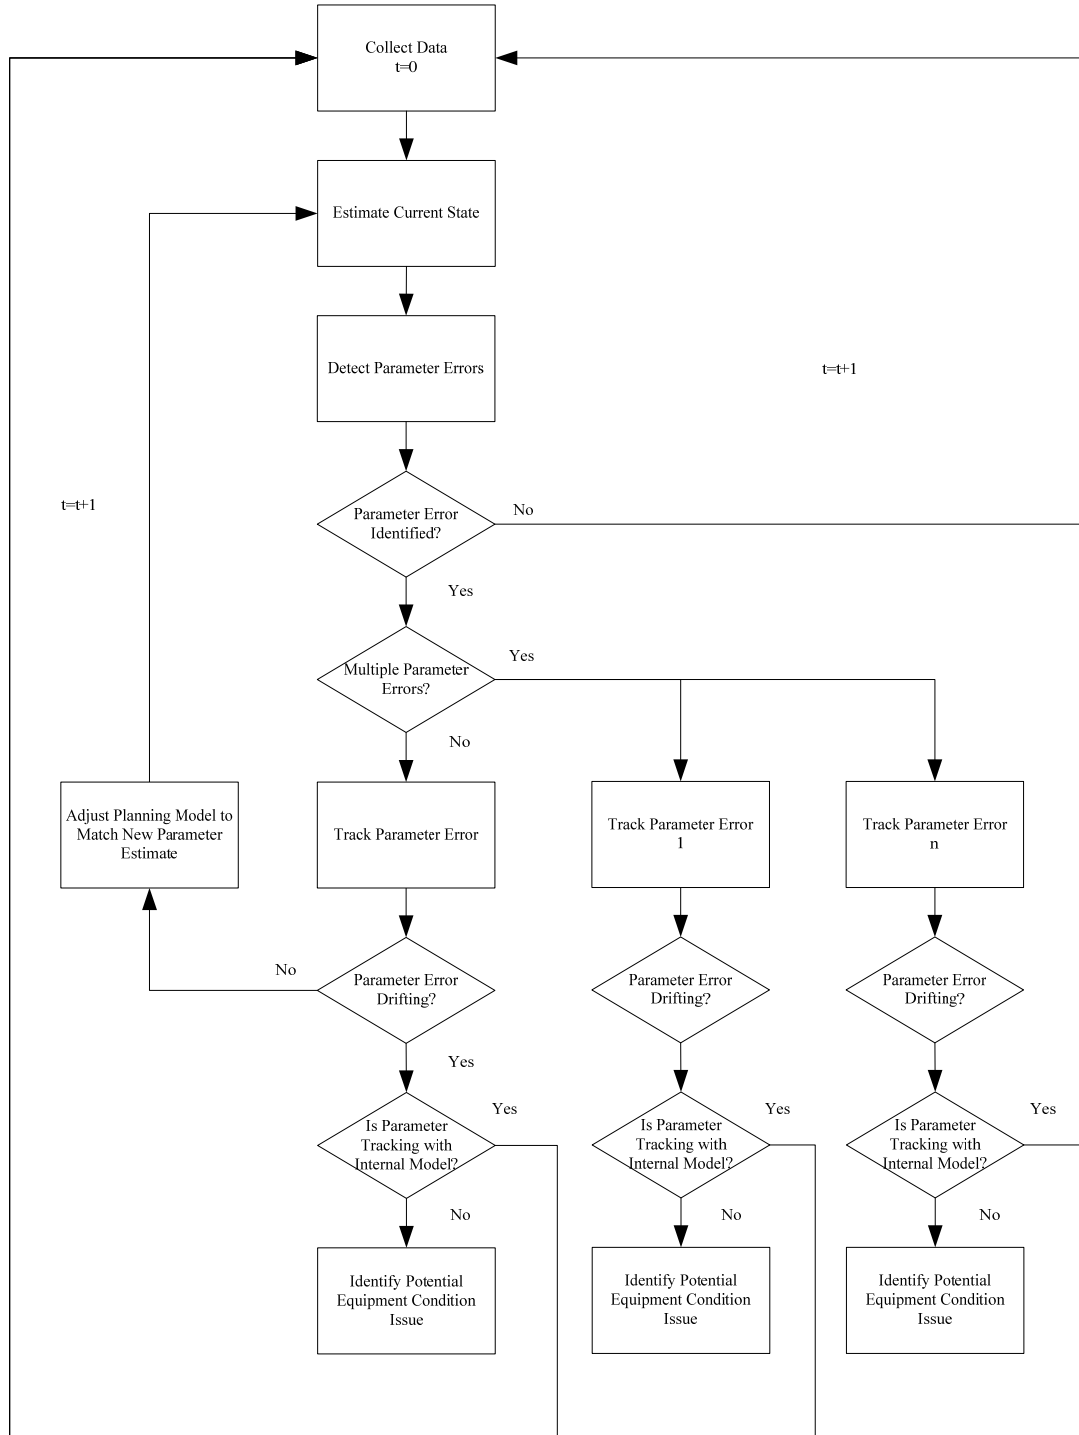 Collect Data
t=0
Estimate Current State
Detect Parameter Errors
t=t+1
t=t+1
Parameter Error
Identified?
No
Yes
Multiple Parameter
Errors?
Yes
No
Adjust Planning Model to
Match New Parameter
Estimate
Track Parameter Error
Track Parameter Error
1
Track Parameter Error
n
No
Parameter Error
Drifting?
Parameter Error
Drifting?
Parameter Error
Drifting?
Yes
Is Parameter
Tracking with
Internal Model?
Yes
Is Parameter
Tracking with
Internal Model?
Yes
Is Parameter
Tracking with
Internal Model?
Yes
No
No
No
Identify Potential
Equipment Condition
Issue
Identify Potential
Equipment Condition
Issue
Identify Potential
Equipment Condition
Issue